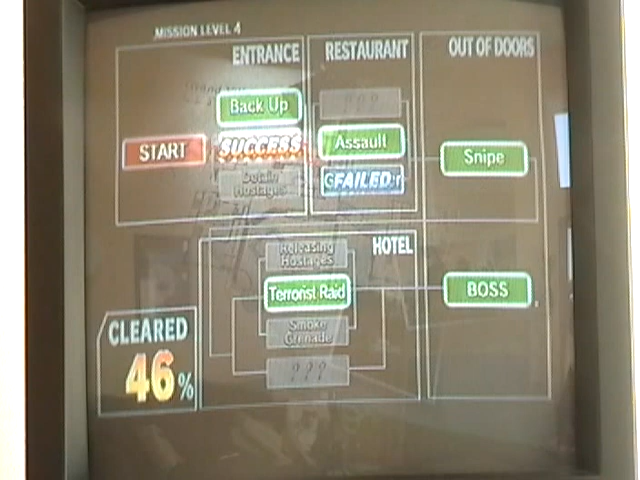 MISSION LEVEL 4
ENTRANCE
RESTAURANT
OUT OF DOORS
Back Up
? ? ?
START
SUCCESS
Assault
Snipe
Detain
Hostages
FAILED
Releasing
Hostages
HOTEL
Terrorist Raid
BOSS
Smoke
Grenade
? ? ?
CLEARED
46%